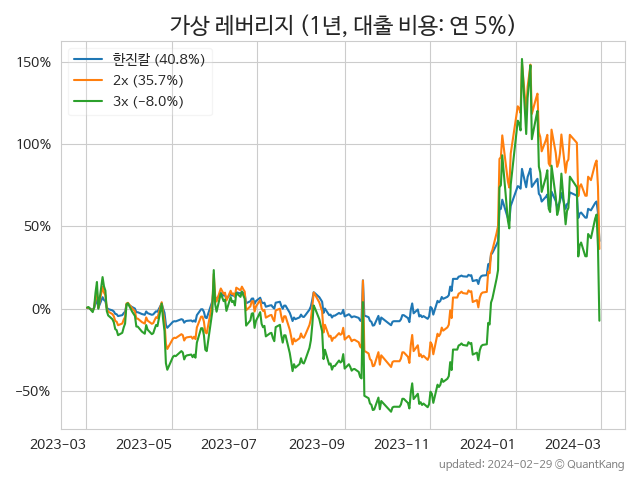 가상 레버리지 (1년, 대출 비용: 연 5%)
한진칼 (40.8%)
2x (35.7%)
3x (−8.0%)
150%
100%
50%
0%
−50%
2023-03
2023-05
2023-07
2023-09
2023-11
2024-01
2024-03
updated: 2024-02-29 © QuantKang